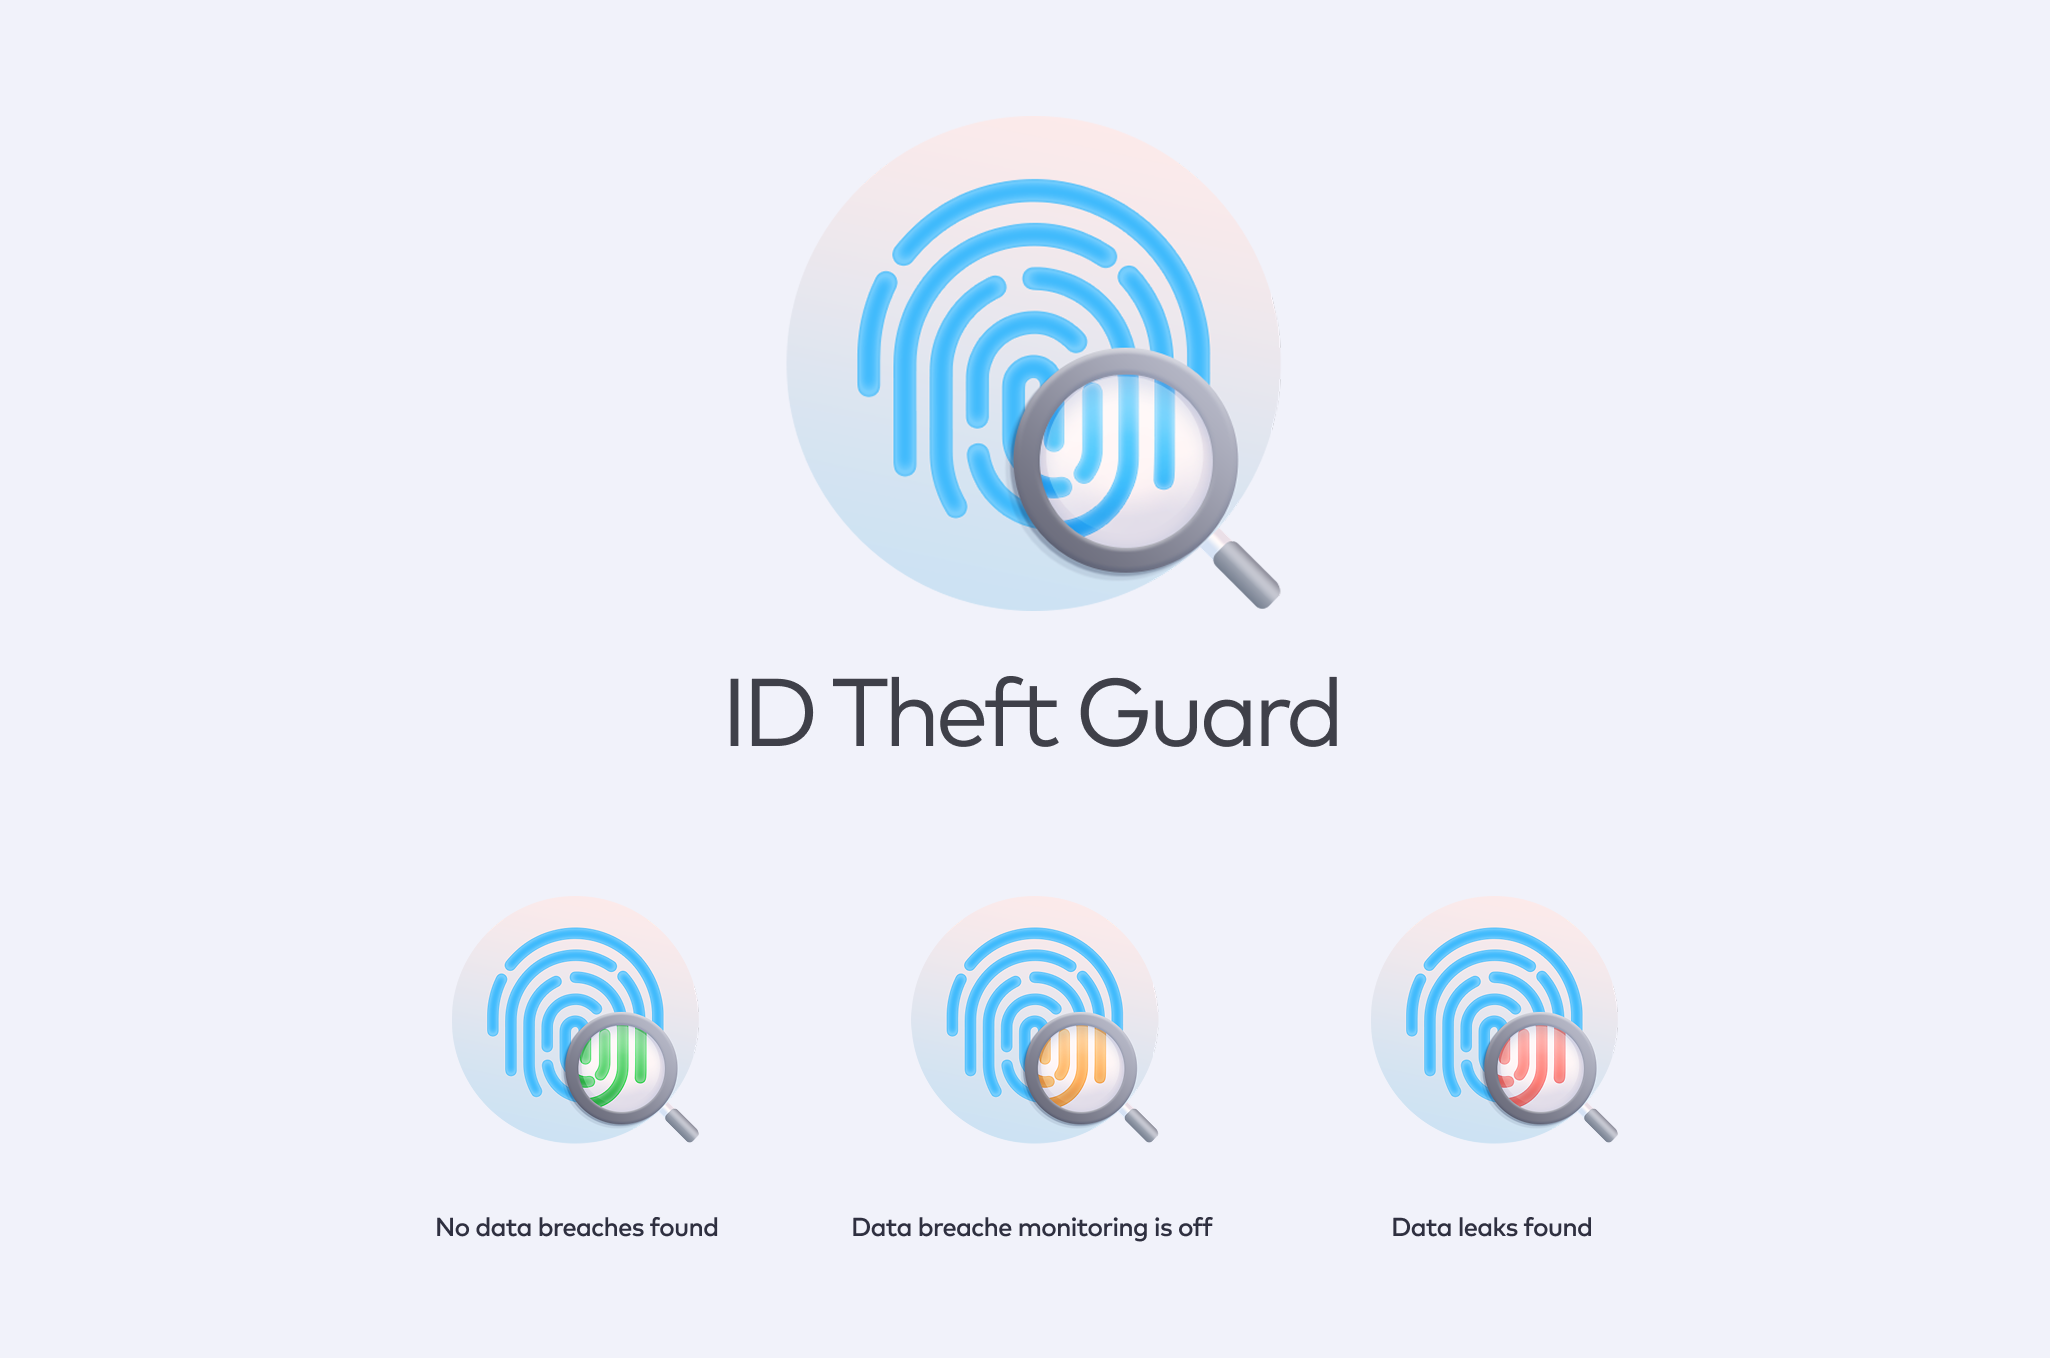 ID Theft Guard
No data breaches found
Data breache monitoring is off
Data leaks found